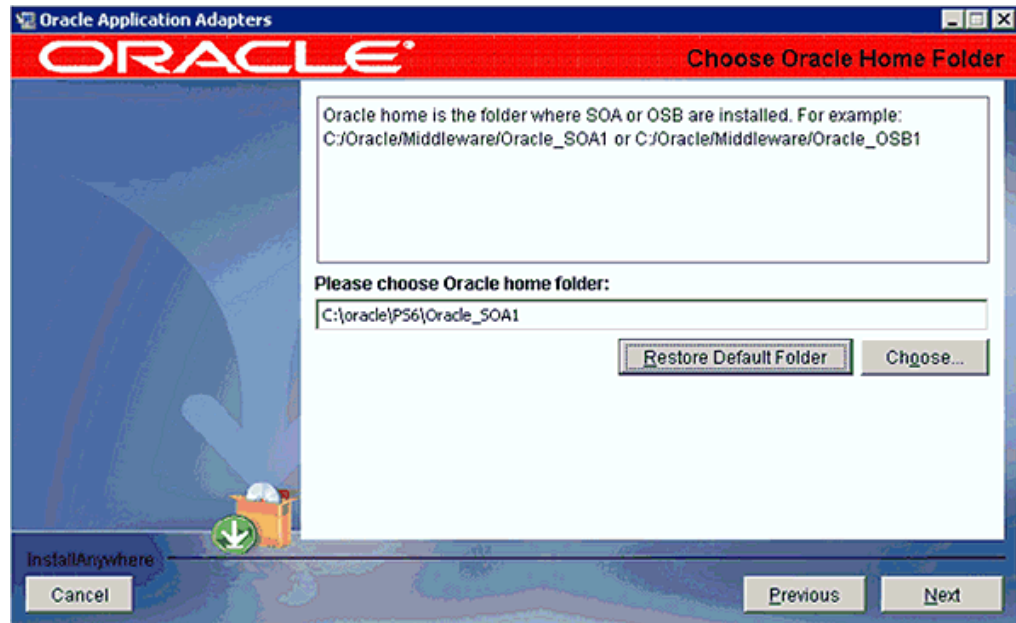 Oracle Application Adapters
ORACLE
Choose Oracle Home Folder
Oracle home is the folder where SOA or OSB are installed. For example:
C:/Oracle/Middleware/Oracle_SOA1 or C:/Oracle/Middleware/Oracle_OSB1
Please choose Oracle home folder:
C:\oracle\PS6\Oracle_SOA1
Restore Default Folder
Choose...
InstallAnywhere
Cancel
Previous
Next